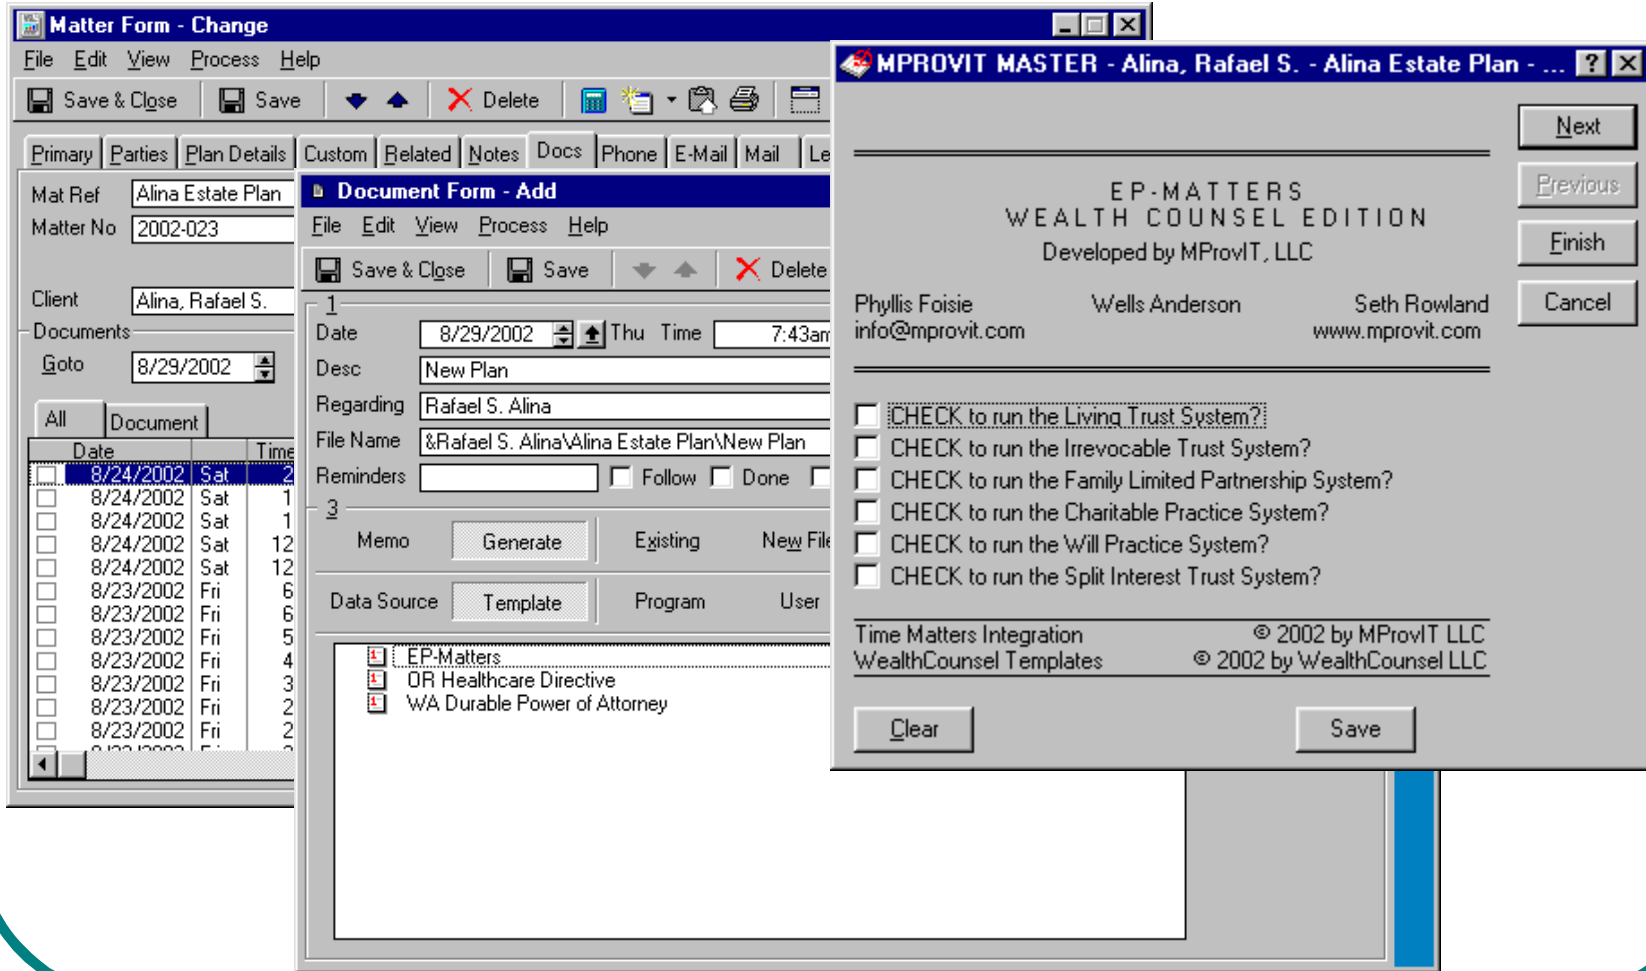 Matter Form - Change
File Edit View Process Help
Save & Close Save Delete
Primary Parties Plan Details Custom Related Notes Docs Phone E-Mail Mail Le
Mat Ref Alina Estate Plan
Matter No 2002-023
Client Alina, Rafael S.
Documents
Goto 8/29/2002
All Document
Date Time
8/24/2002 Sat 2
8/24/2002 Sat 1
8/24/2002 Sat 1
8/24/2002 Sat 12
8/24/2002 Sat 12
8/23/2002 Fri 6
8/23/2002 Fri 6
8/23/2002 Fri 5
8/23/2002 Fri 4
8/23/2002 Fri 3
8/23/2002 Fri 2
8/23/2002 Fri 2
Document Form - Add
File Edit View Process Help
Save & Close Save Delete
1
Date 8/29/2002 Thu Time 7:43am
Desc New Plan
Regarding Rafael S. Alina
File Name &Rafael S. Alina\Alina Estate Plan\New Plan
Reminders Follow Done
3
Memo Generate Existing New File
Data Source Template Program User
EP-Matters
OR Healthcare Directive
WA Durable Power of Attorney
MPROVIT MASTER - Alina, Rafael S. - Alina Estate Plan - ...
Next
Previous
Finish
Cancel
EP-MATTERS
WEALTH COUNSEL EDITION
Developed by MProvIT, LLC
Phyllis Foisie Wells Anderson Seth Rowland
info@mprovit.com www.mprovit.com
CHECK to run the Living Trust System?
CHECK to run the Irrevocable Trust System?
CHECK to run the Family Limited Partnership System?
CHECK to run the Charitable Practice System?
CHECK to run the Will Practice System?
CHECK to run the Split Interest Trust System?
Time Matters Integration © 2002 by MProvIT LLC
WealthCounsel Templates © 2002 by WealthCounsel LLC
Clear Save